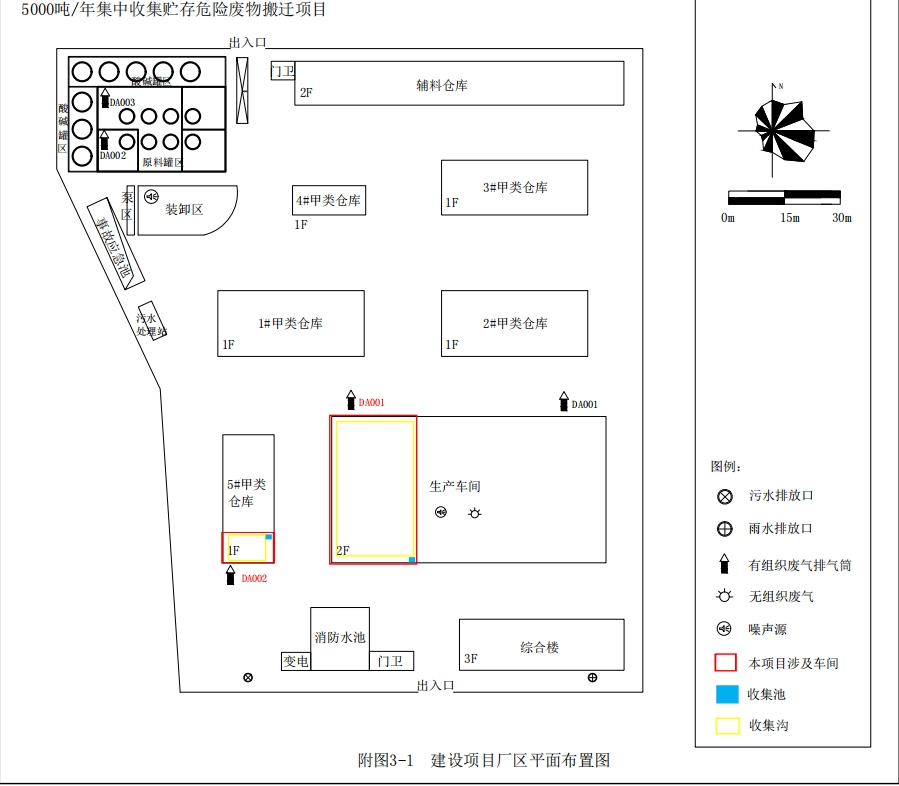 5000吨/年集中收集贮存危险废物搬迁项目
出入口
门卫
2F
辅料仓库
酸碱罐区
DA003
酸碱罐区
DA002
原料罐区
N
0m 15m 30m
泵区
装卸区
4#甲类仓库
1F
3#甲类仓库
1F
事故应急池
污水
处理站
1#甲类仓库
1F
2#甲类仓库
1F
DA001
DA001
5#甲类
仓库
1F
生产车间
2F
DA002
消防水池
变电
门卫
综合楼
3F
出入口
图例:
污水排放口
雨水排放口
有组织废气排气筒
无组织废气
噪声源
本项目涉及车间
收集池
收集沟
附图3-1 建设项目厂区平面布置图